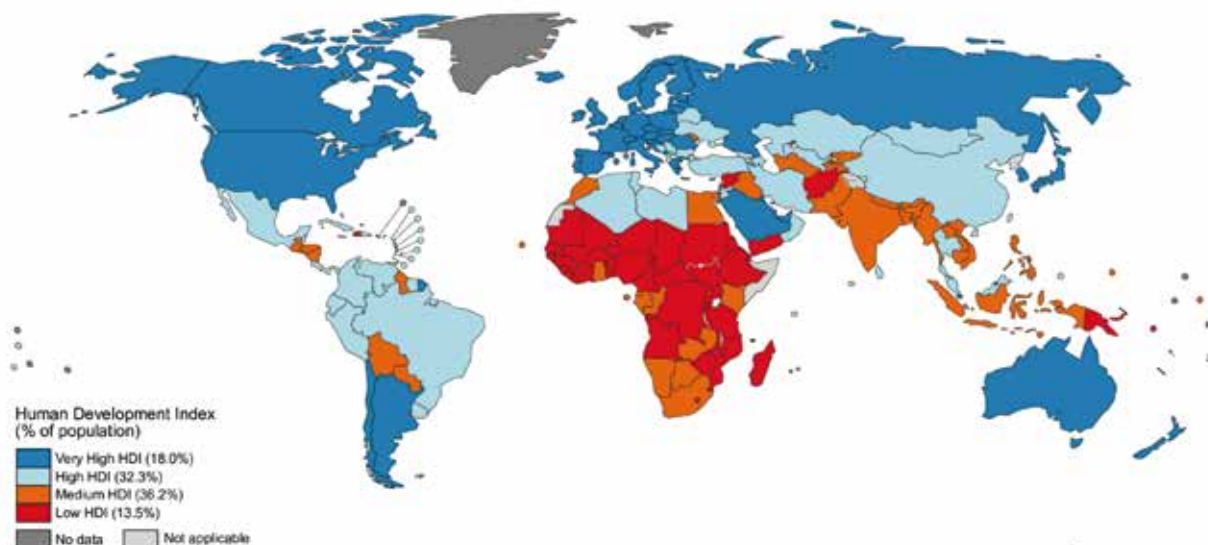 Human Development Index
(% of population)
Very High HDI (18.0%)
High HDI (32.3%)
Medium HDI (36.2%)
Low HDI (13.5%)
No data
Not applicable